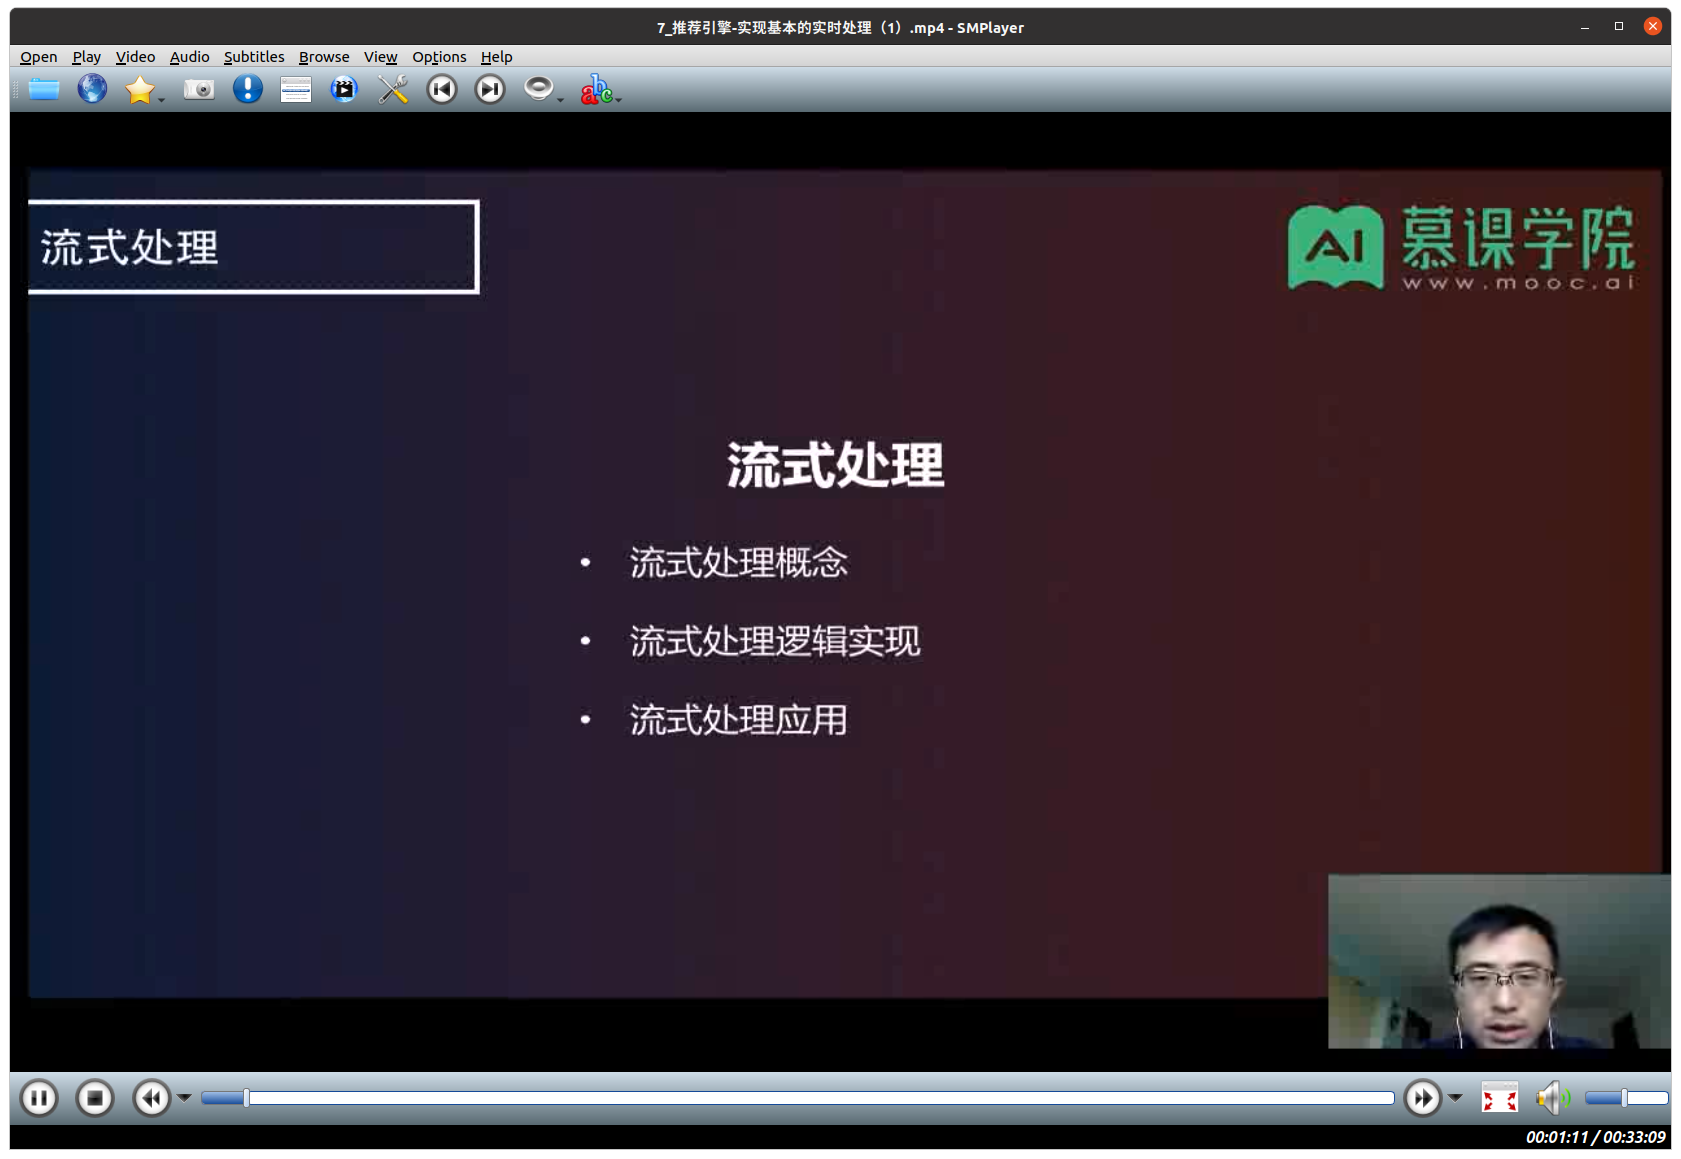 7_推荐引擎-实现基本的实时处理（1）.mp4 - SMPlayer
Open Play Video Audio Subtitles Browse View Options Help
abc
流式处理
AI 慕课学院
www.mooc.ai
流式处理
• 流式处理概念
• 流式处理逻辑实现
• 流式处理应用
00:01:11 / 00:33:09